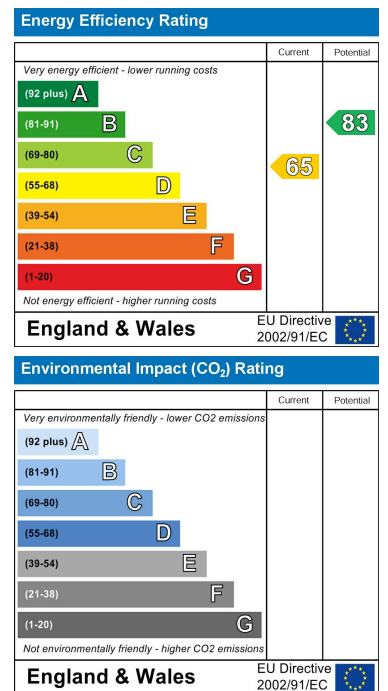 Energy Efficiency Rating
Current Potential
Very energy efficient - lower running costs
(92 plus) A
(81-91) B
83
(69-80) C
65
(55-68) D
(39-54) E
(21-38) F
(1-20) G
Not energy efficient - higher running costs
England & Wales
EU Directive
2002/91/EC
Environmental Impact (CO₂) Rating
Current Potential
Very environmentally friendly - lower CO2 emissions
(92 plus) A
(81-91) B
(69-80) C
(55-68) D
(39-54) E
(21-38) F
(1-20) G
Not environmentally friendly - higher CO2 emissions
England & Wales
EU Directive
2002/91/EC